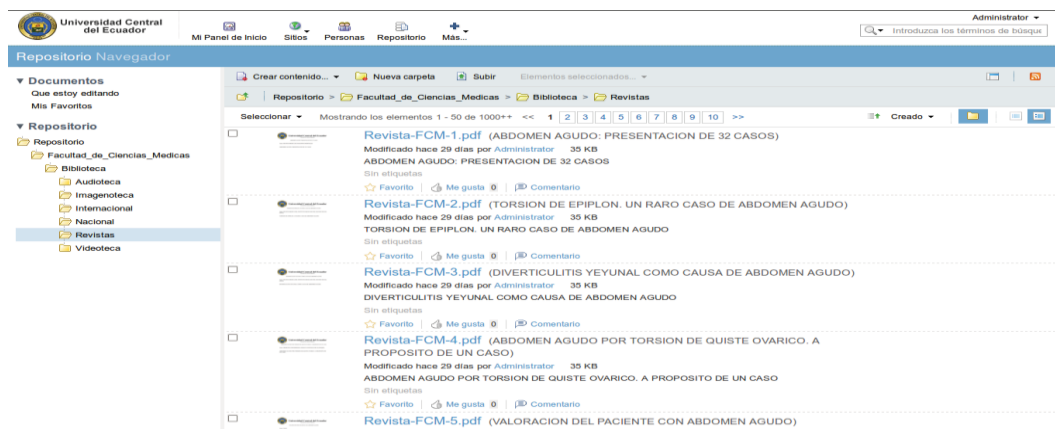 Universidad Central
del Ecuador
Mi Panel de Inicio Sitios Personas Repositorio Más...
Administrator
Introduzca los términos de búsque
Repositorio Navegador
Documentos
Que estoy editando
Mis Favoritos
Repositorio
Repositorio
Facultad_de_Ciencias_Medicas
Biblioteca
Audioteca
Imagenoteca
Internacional
Nacional
Revistas
Videoteca
Crear contenido... Nueva carpeta Subir Elementos seleccionados...
Repositorio > Facultad_de_Ciencias_Medicas > Biblioteca > Revistas
Seleccionar Mostrando los elementos 1 - 50 de 1000++ << 1 2 3 4 5 6 7 8 9 10 >> Creado
Revista-FCM-1.pdf (ABDOMEN AGUDO: PRESENTACION DE 32 CASOS)
Modificado hace 29 días por Administrator 35 KB
ABDOMEN AGUDO: PRESENTACION DE 32 CASOS
Sin etiquetas
Favorito Me gusta 0 Comentario
Revista-FCM-2.pdf (TORSION DE EPIPLON. UN RARO CASO DE ABDOMEN AGUDO)
Modificado hace 29 días por Administrator 35 KB
TORSION DE EPIPLON. UN RARO CASO DE ABDOMEN AGUDO
Sin etiquetas
Favorito Me gusta 0 Comentario
Revista-FCM-3.pdf (DIVERTICULITIS YEYUNAL COMO CAUSA DE ABDOMEN AGUDO)
Modificado hace 29 días por Administrator 35 KB
DIVERTICULITIS YEYUNAL COMO CAUSA DE ABDOMEN AGUDO
Sin etiquetas
Favorito Me gusta 0 Comentario
Revista-FCM-4.pdf (ABDOMEN AGUDO POR TORSION DE QUISTE OVARICO. A
PROPOSITO DE UN CASO)
Modificado hace 29 días por Administrator 35 KB
ABDOMEN AGUDO POR TORSION DE QUISTE OVARICO. A PROPOSITO DE UN CASO
Sin etiquetas
Favorito Me gusta 0 Comentario
Revista-FCM-5.pdf (VALORACION DEL PACIENTE CON ABDOMEN AGUDO)